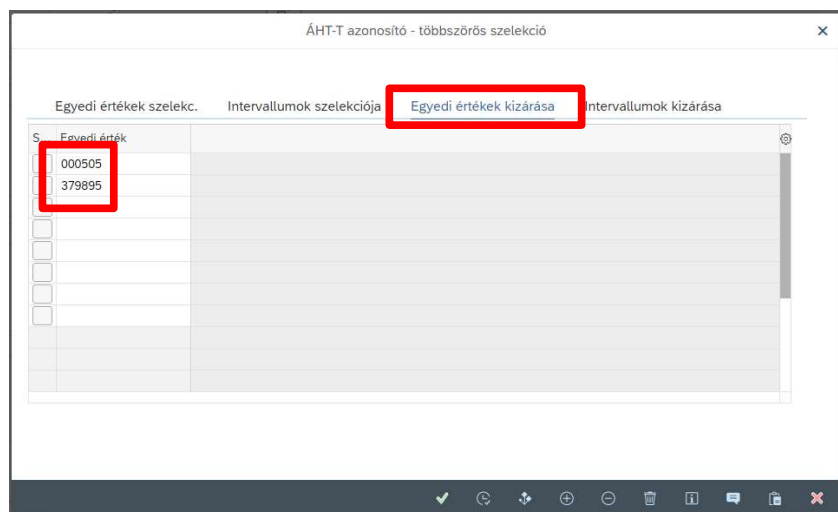 ÁHT-T azonosító - többszörös szelekció
Egyedi értékek szelekc. Intervallumok szelekciója Egyedi értékek kizárása Intervallumok kizárása
S... Egyedi érték
000505
379895